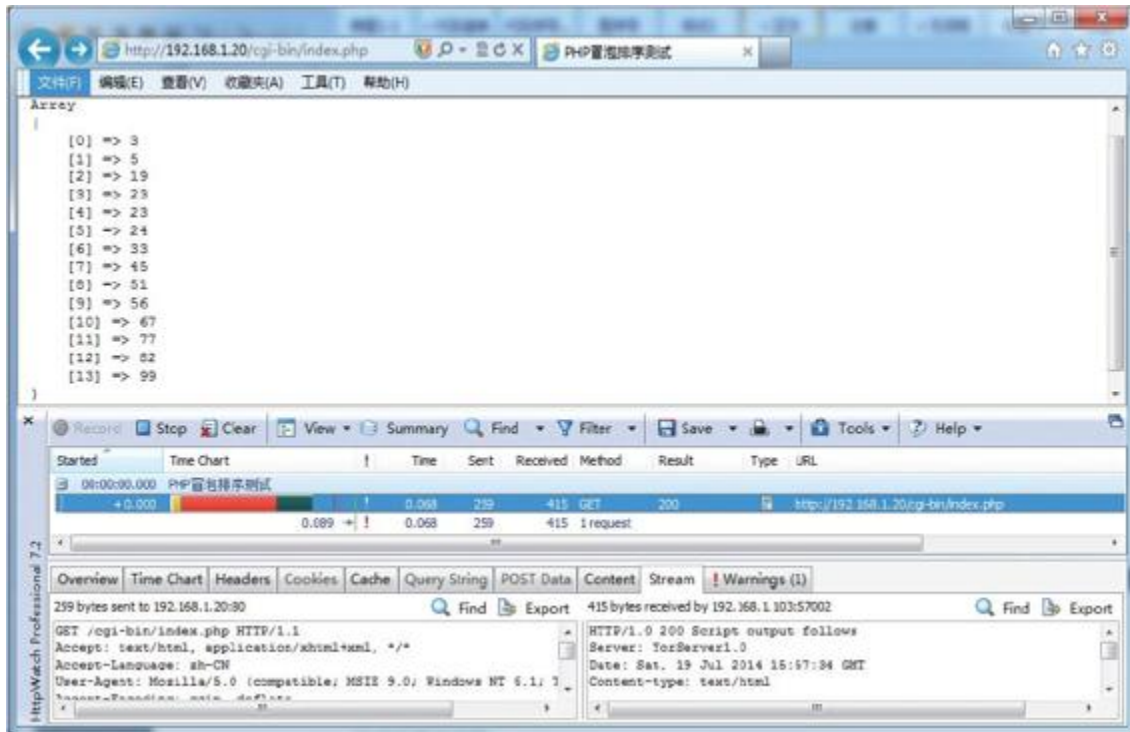 http://192.168.1.20/cgi-bin/index.php
PHP冒泡排序测试
文件(F) 编辑(E) 查看(V) 收藏夹(A) 工具(T) 帮助(H)
Array
(
[0] => 3
[1] => 5
[2] => 19
[3] => 23
[4] => 23
[5] => 24
[6] => 33
[7] => 45
[8] => 51
[9] => 56
[10] => 67
[11] => 77
[12] => 82
[13] => 99
)
Record Stop Clear View Summary Find Filter Save Tools Help
Started Time Chart ! Time Sent Received Method Result Type URL
00:00:00.000 PHP冒包排序测试
+0.000 ! 0.068 259 415 GET 200 http://192.168.1.20/cgi-bin/index.php
0.089 ! 0.068 259 415 1 request
HttpWatch Professional 7.2
Overview Time Chart Headers Cookies Cache Query String POST Data Content Stream ! Warnings (1)
259 bytes sent to 192.168.1.20:80 Find Export 415 bytes received by 192.168.1.103:57002 Find Export
GET /cgi-bin/index.php HTTP/1.1
Accept: text/html, application/xhtml+xml, */*
Accept-Language: zh-CN
User-Agent: Mozilla/5.0 (compatible; MSIE 9.0; Windows NT 6.1;
HTTP/1.0 200 Script output follows
Server: TorServer1.0
Date: Sat, 19 Jul 2014 15:57:34 GMT
Content-type: text/html